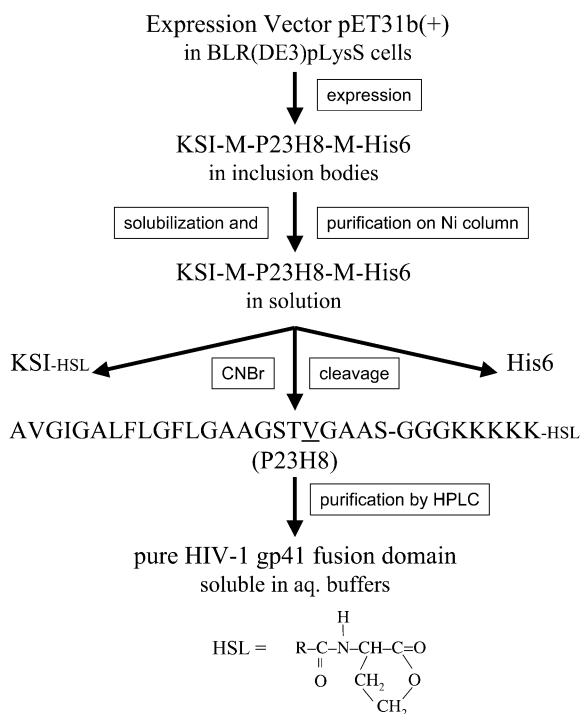 Expression Vector pET31b(+)
in BLR(DE3)pLysS cells
expression
KSI-M-P23H8-M-His6
in inclusion bodies
solubilization and
purification on Ni column
KSI-M-P23H8-M-His6
in solution
KSI-HSL
CNBr
cleavage
His6
AVGIGALFLGFLGAAGSTVGAAS-GGGKKKKK-HSL
(P23H8)
purification by HPLC
pure HIV-1 gp41 fusion domain
soluble in aq. buffers
H
HSL = R–C–N–CH–C=O
O CH₂ O
CH₂